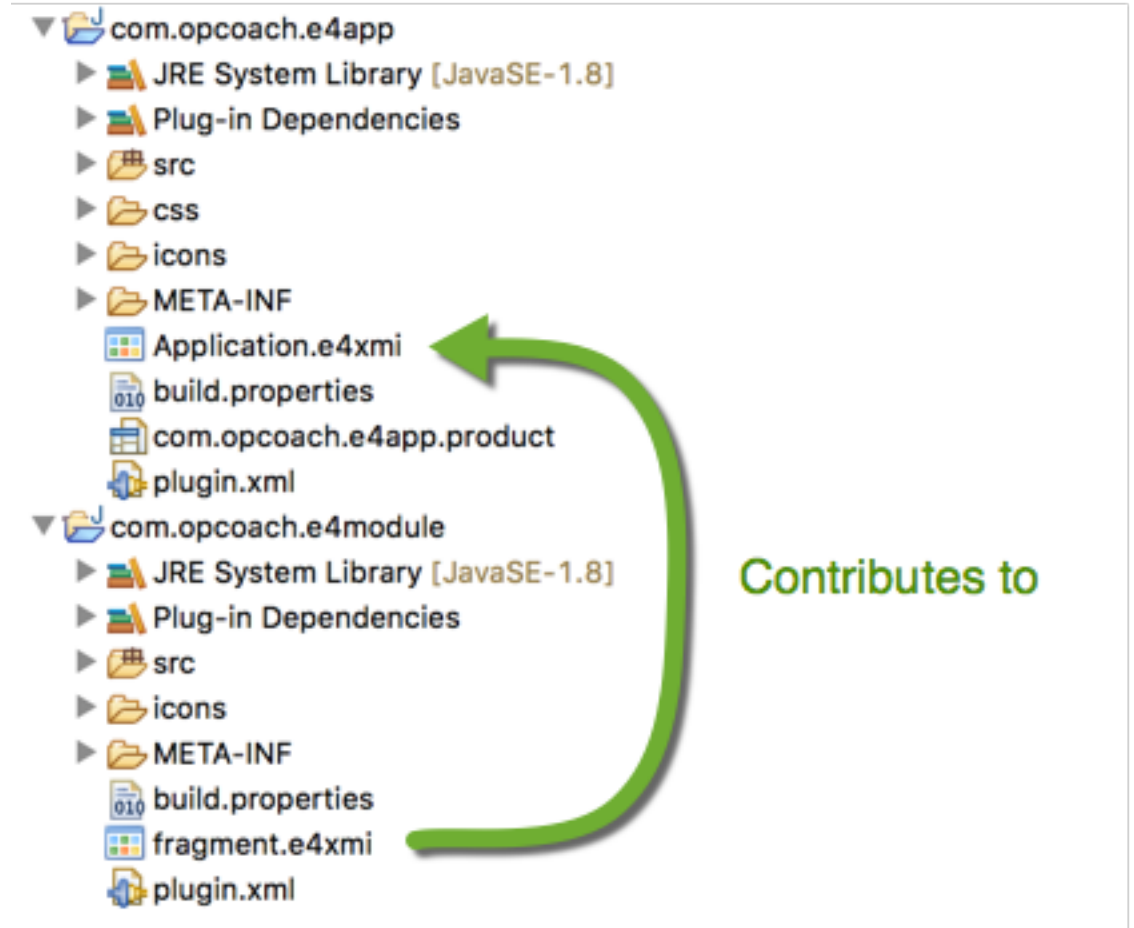 com.opcoach.e4app
JRE System Library [JavaSE-1.8]
Plug-in Dependencies
src
css
icons
META-INF
Application.e4xmi
build.properties
com.opcoach.e4app.product
plugin.xml
com.opcoach.e4module
JRE System Library [JavaSE-1.8]
Contributes to
Plug-in Dependencies
src
icons
META-INF
build.properties
fragment.e4xmi
plugin.xml